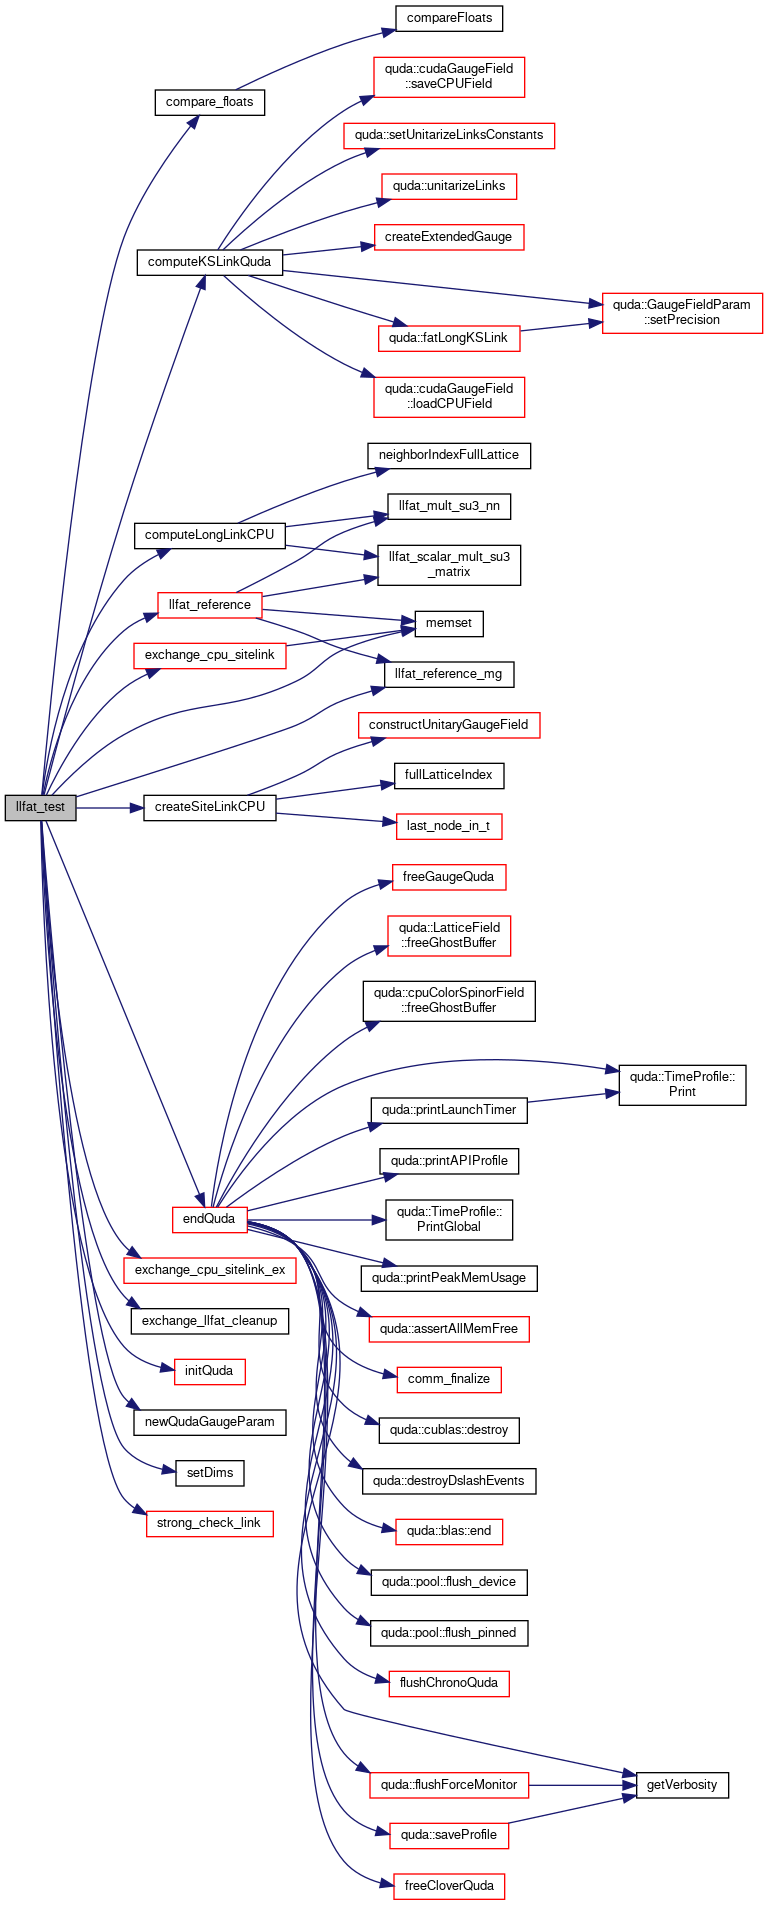 compareFloats
compare_floats
quda::cudaGaugeField
::saveCPUField
quda::setUnitarizeLinksConstants
quda::unitarizeLinks
createExtendedGauge
computeKSLinkQuda
quda::GaugeFieldParam
::setPrecision
quda::fatLongKSLink
quda::cudaGaugeField
::loadCPUField
neighborIndexFullLattice
llfat_mult_su3_nn
computeLongLinkCPU
llfat_scalar_mult_su3
_matrix
llfat_reference
memset
exchange_cpu_sitelink
llfat_reference_mg
constructUnitaryGaugeField
fullLatticeIndex
llfat_test
createSiteLinkCPU
last_node_in_t
freeGaugeQuda
quda::LatticeField
::freeGhostBuffer
quda::cpuColorSpinorField
::freeGhostBuffer
quda::TimeProfile::
Print
quda::printLaunchTimer
quda::printAPIProfile
endQuda
quda::TimeProfile::
PrintGlobal
exchange_cpu_sitelink_ex
quda::printPeakMemUsage
exchange_llfat_cleanup
quda::assertAllMemFree
initQuda
comm_finalize
newQudaGaugeParam
quda::cublas::destroy
setDims
quda::destroyDslashEvents
strong_check_link
quda::blas::end
quda::pool::flush_device
quda::pool::flush_pinned
flushChronoQuda
quda::flushForceMonitor
getVerbosity
quda::saveProfile
freeCloverQuda